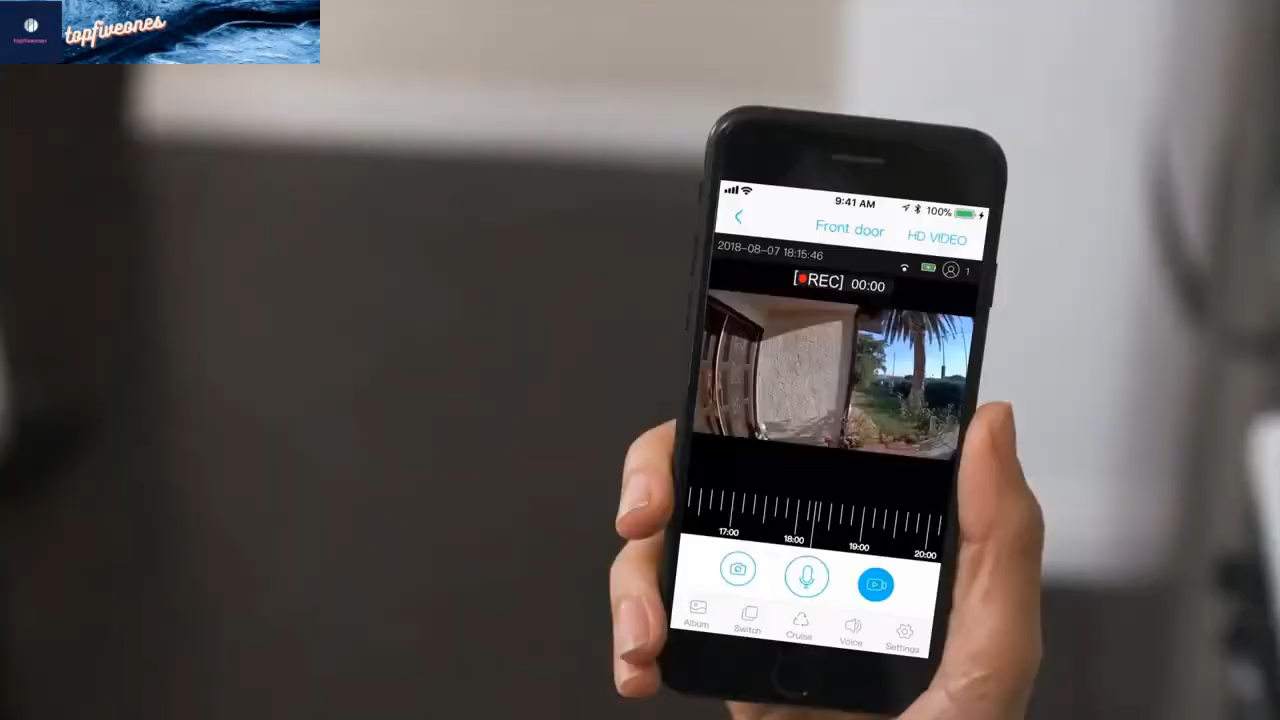 topfiveones
topfiveones
9:41 AM
100%
Front door
HD VIDEO
2018-08-07 18:15:46
1
[REC] 00:00
17:00
18:00
19:00
20:00
Album
Switch
Cruise
Voice
Settings